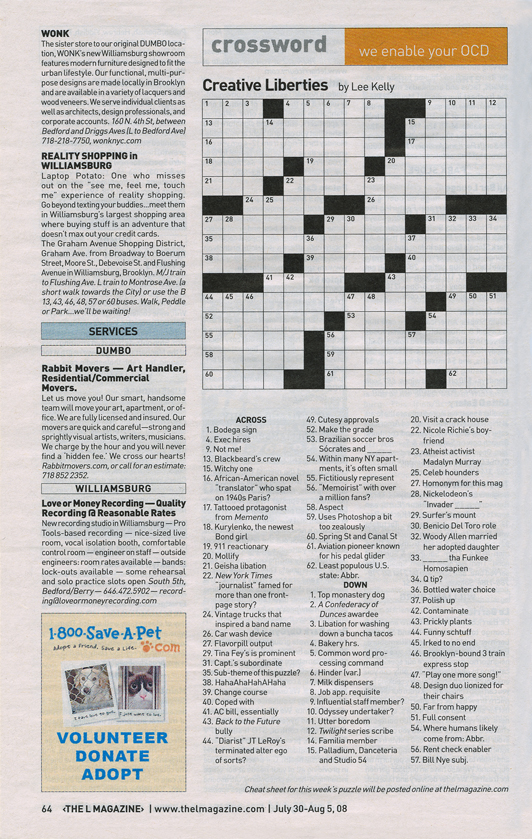 WONK
The sister store to our original DUMBO loca-
tion, WONK's new Williamsburg showroom
features modern furniture designed to fit the
urban lifestyle. Our functional, multi-pur-
pose designs are made locally in Brooklyn
and are available in a variety of lacquers and
wood veneers. We serve individual clients as
well as architects, design professionals, and
corporate accounts. 160 N. 4th St, between
Bedford and Driggs Aves (L to Bedford Ave)
718-218-7750, wonknyc.com
REALITY SHOPPING in
WILLIAMSBURG
Laptop Potato: One who misses
out on the "see me, feel me, touch
me" experience of reality shopping.
Go beyond texting your buddies...meet them
in Williamsburg's largest shopping area
where buying stuff is an adventure that
doesn't max out your credit cards.
The Graham Avenue Shopping District,
Graham Ave. from Broadway to Boerum
Street, Moore St., Debevoise St. and Flushing
Avenue in Williamsburg, Brooklyn. M/J train
to Flushing Ave. L train to Montrose Ave. (a
short walk towards the City) or use the B
13, 43, 46, 48, 57 or 60 buses. Walk, Peddle
or Park...we'll be waiting!
SERVICES
DUMBO
Rabbit Movers — Art Handler,
Residential/Commercial
Movers.
Let us move you! Our smart, handsome
team will move your art, apartment, or of-
fice. We are fully licensed and insured. Our
movers are quick and careful—strong and
sprightly visual artists, writers, musicians.
We charge by the hour and you will never
find a 'hidden fee.' We cross our hearts!
Rabbitmovers.com, or call for an estimate:
718 852 2352.
WILLIAMSBURG
Love or Money Recording — Quality
Recording @ Reasonable Rates
New recording studio in Williamsburg — Pro
Tools-based recording – nice-sized live
room, vocal isolation booth, comfortable
control room — engineer on staff — outside
engineers: room rates available — bands:
lock-outs available — some rehearsal
and solo practice slots open South 5th,
Bedford/Berry— 646.472.5902 — record-
ing@loveormoneyrecording.com
1-800-Save-A-Pet
.com
Adopt a Friend. Save a Life.
I have love to give.
I just want to live.
VOLUNTEER
DONATE
ADOPT
crossword
we enable your OCD
Creative Liberties by Lee Kelly
1 2 3 4 5 6 7 8 9 10 11 12
13 14 15
16 17
18 19 20
21 22 23
24 25 26
27 28 29 30 31 32 33 34
35 36 37
38 39 40
41 42 43
44 45 46 47 48 49 50 51
52 53 54
55 56 57
58 59
60 61 62
ACROSS
1. Bodega sign
4. Exec hires
9. Not me!
13. Blackbeard's crew
15. Witchy one
16. African-American novel
"translator" who spat
on 1940s Paris?
17. Tattooed protagonist
from Memento
18. Kurylenko, the newest
Bond girl
19. 911 reactionary
20. Mollify
21. Geisha libation
22. New York Times
"journalist" famed for
more than one front-
page story?
24. Vintage trucks that
inspired a band name
26. Car wash device
27. Flavorpill output
29. Tina Fey's is prominent
31. Capt.'s subordinate
35. Sub-theme of this puzzle?
38. HahaAhaHahAHaha
39. Change course
40. Coped with
41. AC bill, essentially
43. Back to the Future
bully
44. "Diarist" JT LeRoy's
terminated alter ego
of sorts?
49. Cutesy approvals
52. Make the grade
53. Brazilian soccer bros
Sócrates and ____
54. Within many NY apart-
ments, it's often small
55. Fictitiously represent
56. "Memoirist" with over
a million fans?
58. Aspect
59. Uses Photoshop a bit
too zealously
60. Spring St and Canal St
61. Aviation pioneer known
for his pedal glider
62. Least populous U.S.
state: Abbr.
DOWN
1. Top monastery dog
2. A Confederacy of
Dunces awardee
3. Libation for washing
down a buncha tacos
4. Bakery hrs.
5. Common word pro-
cessing command
6. Hinder (var.)
7. Milk dispensers
8. Job app. requisite
9. Influential staff member?
10. Odyssey undertaker?
11. Utter boredom
12. Twilight series scribe
14. Familia member
15. Palladium, Danceteria
and Studio 54
20. Visit a crack house
22. Nicole Richie's boy-
friend
23. Atheist activist
Madalyn Murray
25. Celeb hounders
27. Homonym for this mag
28. Nickelodeon's
"Invader _____"
29. Surfer's mount
30. Benicio Del Toro role
32. Woody Allen married
her adopted daughter
33. _____ tha Funkee
Homosapien
34. Q tip?
36. Bottled water choice
37. Polish up
42. Contaminate
43. Prickly plants
44. Funny schtuff
45. Irked to no end
46. Brooklyn-bound 3 train
express stop
47. "Play one more song!"
48. Design duo lionized for
their chairs
50. Far from happy
51. Full consent
54. Where humans likely
come from: Abbr.
56. Rent check enabler
57. Bill Nye subj.
Cheat sheet for this week's puzzle will be posted online at thelmagazine.com
64 ‹THE L MAGAZINE› | www.thelmagazine.com | July 30-Aug 5, 08